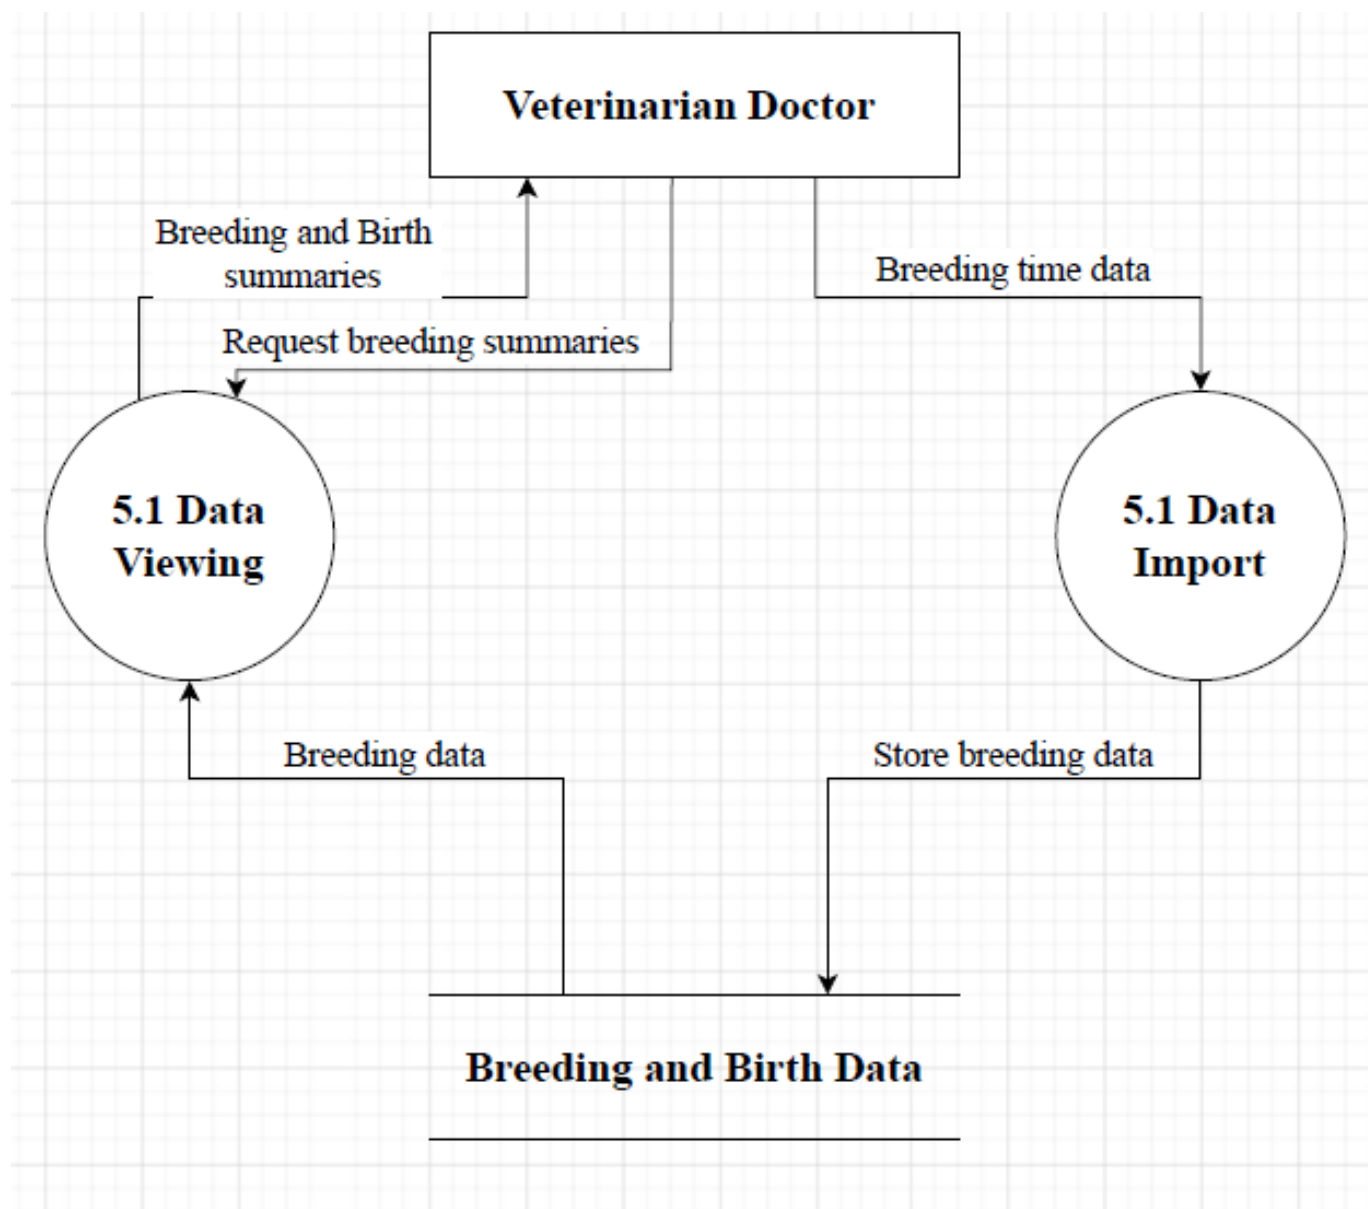 Veterinarian Doctor
Breeding and Birth
summaries
Breeding time data
Request breeding summaries
5.1 Data
Viewing
5.1 Data
Import
Breeding data
Store breeding data
Breeding and Birth Data